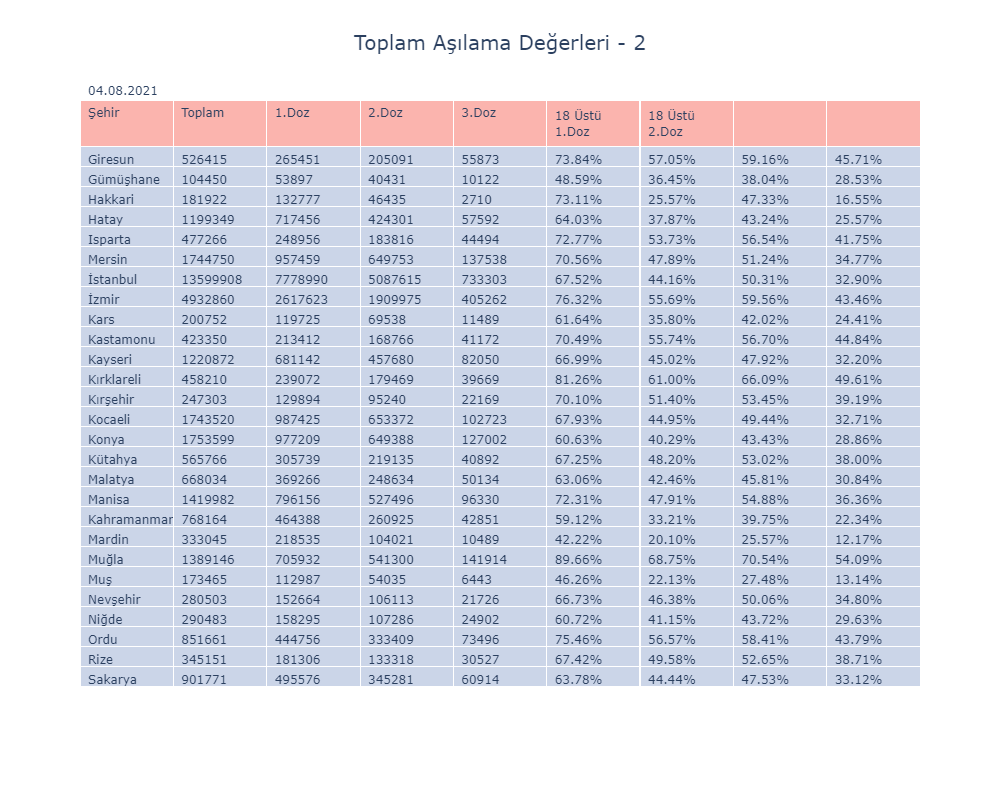 Toplam Aşılama Değerleri - 2
04.08.2021
Şehir Toplam 1.Doz 2.Doz 3.Doz 18 Üstü 1.Doz 18 Üstü 2.Doz
Giresun 526415 265451 205091 55873 73.84% 57.05% 59.16% 45.71%
Gümüşhane 104450 53897 40431 10122 48.59% 36.45% 38.04% 28.53%
Hakkari 181922 132777 46435 2710 73.11% 25.57% 47.33% 16.55%
Hatay 1199349 717456 424301 57592 64.03% 37.87% 43.24% 25.57%
Isparta 477266 248956 183816 44494 72.77% 53.73% 56.54% 41.75%
Mersin 1744750 957459 649753 137538 70.56% 47.89% 51.24% 34.77%
İstanbul 13599908 7778990 5087615 733303 67.52% 44.16% 50.31% 32.90%
İzmir 4932860 2617623 1909975 405262 76.32% 55.69% 59.56% 43.46%
Kars 200752 119725 69538 11489 61.64% 35.80% 42.02% 24.41%
Kastamonu 423350 213412 168766 41172 70.49% 55.74% 56.70% 44.84%
Kayseri 1220872 681142 457680 82050 66.99% 45.02% 47.92% 32.20%
Kırklareli 458210 239072 179469 39669 81.26% 61.00% 66.09% 49.61%
Kırşehir 247303 129894 95240 22169 70.10% 51.40% 53.45% 39.19%
Kocaeli 1743520 987425 653372 102723 67.93% 44.95% 49.44% 32.71%
Konya 1753599 977209 649388 127002 60.63% 40.29% 43.43% 28.86%
Kütahya 565766 305739 219135 40892 67.25% 48.20% 53.02% 38.00%
Malatya 668034 369266 248634 50134 63.06% 42.46% 45.81% 30.84%
Manisa 1419982 796156 527496 96330 72.31% 47.91% 54.88% 36.36%
Kahramanmar 768164 464388 260925 42851 59.12% 33.21% 39.75% 22.34%
Mardin 333045 218535 104021 10489 42.22% 20.10% 25.57% 12.17%
Muğla 1389146 705932 541300 141914 89.66% 68.75% 70.54% 54.09%
Muş 173465 112987 54035 6443 46.26% 22.13% 27.48% 13.14%
Nevşehir 280503 152664 106113 21726 66.73% 46.38% 50.06% 34.80%
Niğde 290483 158295 107286 24902 60.72% 41.15% 43.72% 29.63%
Ordu 851661 444756 333409 73496 75.46% 56.57% 58.41% 43.79%
Rize 345151 181306 133318 30527 67.42% 49.58% 52.65% 38.71%
Sakarya 901771 495576 345281 60914 63.78% 44.44% 47.53% 33.12%